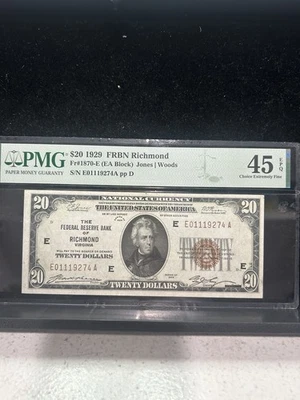 PMG
PAPER MONEY GUARANTY
$20 1929 FRBN Richmond
Fr#1870-E (EA Block) Jones | Woods
S/N E01119274A pp D
45 EPQ
Choice Extremely Fine
NATIONAL CURRENCY
THE UNITED STATES OF AMERICA
20
20
THE
FEDERAL RESERVE BANK
OF
RICHMOND
VIRGINIA
E
E
E01119274A
TWENTY DOLLARS
E
E
E01119274A
20
TWENTY DOLLARS
20